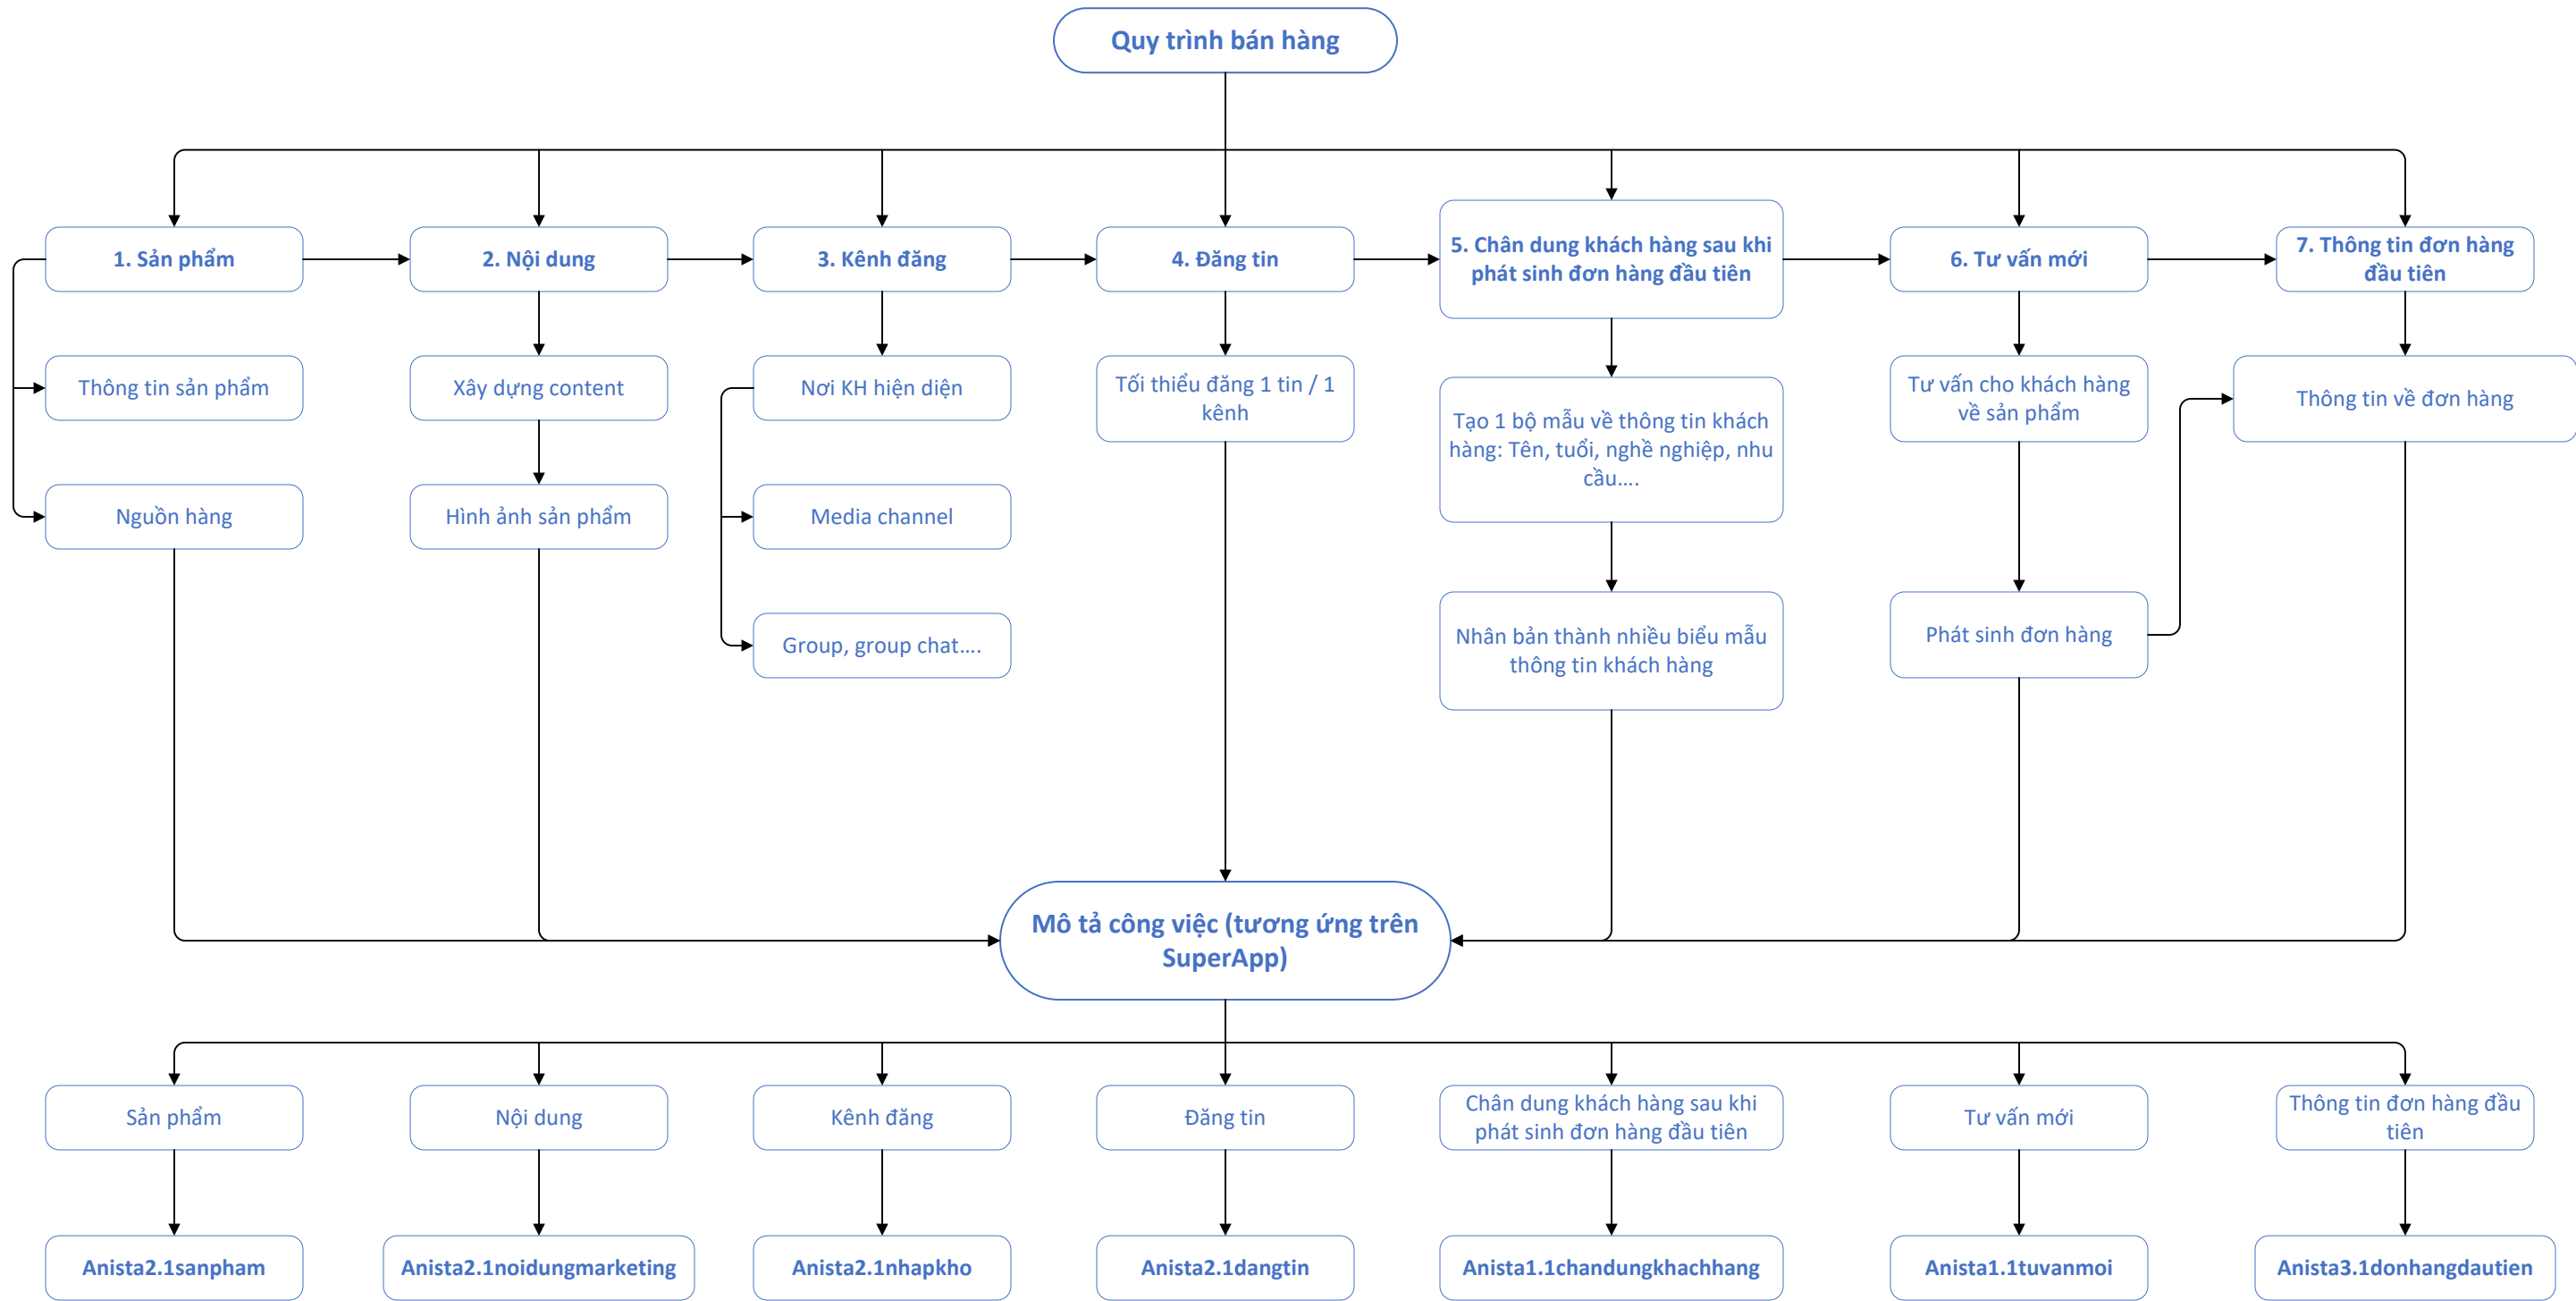 Quy trình bán hàng
1. Sản phẩm
2. Nội dung
3. Kênh đăng
4. Đăng tin
5. Chân dung khách hàng sau khi
phát sinh đơn hàng đầu tiên
6. Tư vấn mới
7. Thông tin đơn hàng
đầu tiên
Thông tin sản phẩm
Xây dựng content
Nơi KH hiện diện
Tối thiểu đăng 1 tin / 1
kênh
Tạo 1 bộ mẫu về thông tin khách
hàng: Tên, tuổi, nghề nghiệp, nhu
cầu....
Tư vấn cho khách hàng
về sản phẩm
Thông tin về đơn hàng
Nguồn hàng
Hình ảnh sản phẩm
Media channel
Group, group chat....
Nhân bản thành nhiều biểu mẫu
thông tin khách hàng
Phát sinh đơn hàng
Mô tả công việc (tương ứng trên
SuperApp)
Sản phẩm
Nội dung
Kênh đăng
Đăng tin
Chân dung khách hàng sau khi
phát sinh đơn hàng đầu tiên
Tư vấn mới
Thông tin đơn hàng đầu
tiên
Anista2.1sanpham
Anista2.1noidungmarketing
Anista2.1nhapkho
Anista2.1dangtin
Anista1.1chandungkhachhang
Anista1.1tuvanmoi
Anista3.1donhangdautien